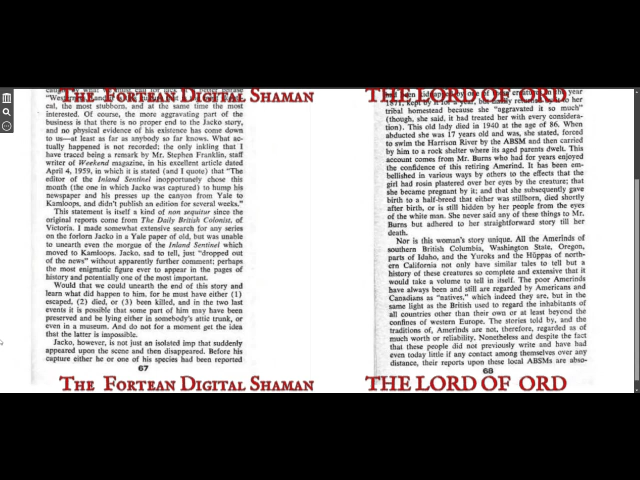 THE FORTEAN DIGITAL SHAMAN
cal, the most stubborn, and at the same time the most
interested. Of course, the more aggravating part of the
business is that there is no proper end to the Jacko story,
and no physical evidence of his existence has come down
to us—at least as far as anybody so far knows. What ac-
tually happened is not recorded; the only inkling that I
have traced being a remark by Mr. Stephen Franklin, staff
writer of Weekend magazine, in his excellent article dated
April 4, 1959, in which it is stated (and I quote) that "The
editor of the Inland Sentinel inopportunely chose this
mouth (the one in which Jacko was captured) to hump his
newspaper and his presses up the canyon from Yale to
Kamloops, and didn't publish an edition for several weeks."
This statement is itself a kind of non sequitur since the
original reports come from The Daily British Colonist, of
Victoria. I made somewhat extensive search for any series
on the forlorn Jacko in a Yale paper of old, but was unable
to unearth even the morgue of the Inland Sentinel which
moved to Kamloops. Jacko, sad to tell, just "dropped out
of the news" without apparently further comment; perhaps
the most enigmatic figure ever to appear in the pages of
history and potentially one of the most important.
Would that we could unearth the end of this story and
learn what did happen to him, for he must have either (1)
escaped, (2) died, or (3) been killed, and in the two last
events it is possible that some part of him may have been
preserved and be lying either in somebody's attic trunk, or
even in a museum. And do not for a moment get the idea
that the latter is impossible.
Jacko, however, is not just an isolated imp that suddenly
appeared upon the scene and then disappeared. Before his
capture either he or one of his species had been reported
67
THE FORTEAN DIGITAL SHAMAN
THE LORD OF ORD
1871, kept by it for a year, but finally returned by it to her
tribal homestead because she "aggravated it so much"
(though, she said, it had treated her with every considera-
tion). This old lady died in 1940 at the age of 86. When
abducted she was 17 years old and was, she stated, forced
to swim the Harrison River by the ABSM and then carried
by him to a rock shelter where its aged parents dwelt. This
account comes from Mr. Burns who had for years enjoyed
the confidence of this retiring Amerind. It has been em-
bellished in various ways by others to the effects that the
girl had rosin plastered over her eyes by the creature; that
she became pregnant by it; and that she subsequently gave
birth to a half-breed that either was stillborn, died shortly
after birth, or is still hidden by her people from the eyes
of the white man. She never said any of these things to Mr.
Burns but adhered to her straightforward story till her
death.
Nor is this woman's story unique. All the Amerinds of
southern British Columbia, Washington State, Oregon,
parts of Idaho, and the Yuroks and the Hüppas of north-
ern California not only have similar tales to tell but a
history of these creatures so complete and extensive that it
would take a volume to tell in itself. The poor Amerinds
have always been and still are regarded by Americans and
Canadians as "natives," which indeed they are, but in the
same light as the British used to regard the inhabitants of
all countries other than their own or at least beyond the
confines of western Europe. The stories told by, and the
traditions of, Amerinds are not, therefore, regarded as of
much worth or reliability. Nonetheless and despite the fact
that these people did not previously write and have had
even today little if any contact among themselves over any
distance, their reports upon these local ABSMs are abso-
68
THE LORD OF ORD